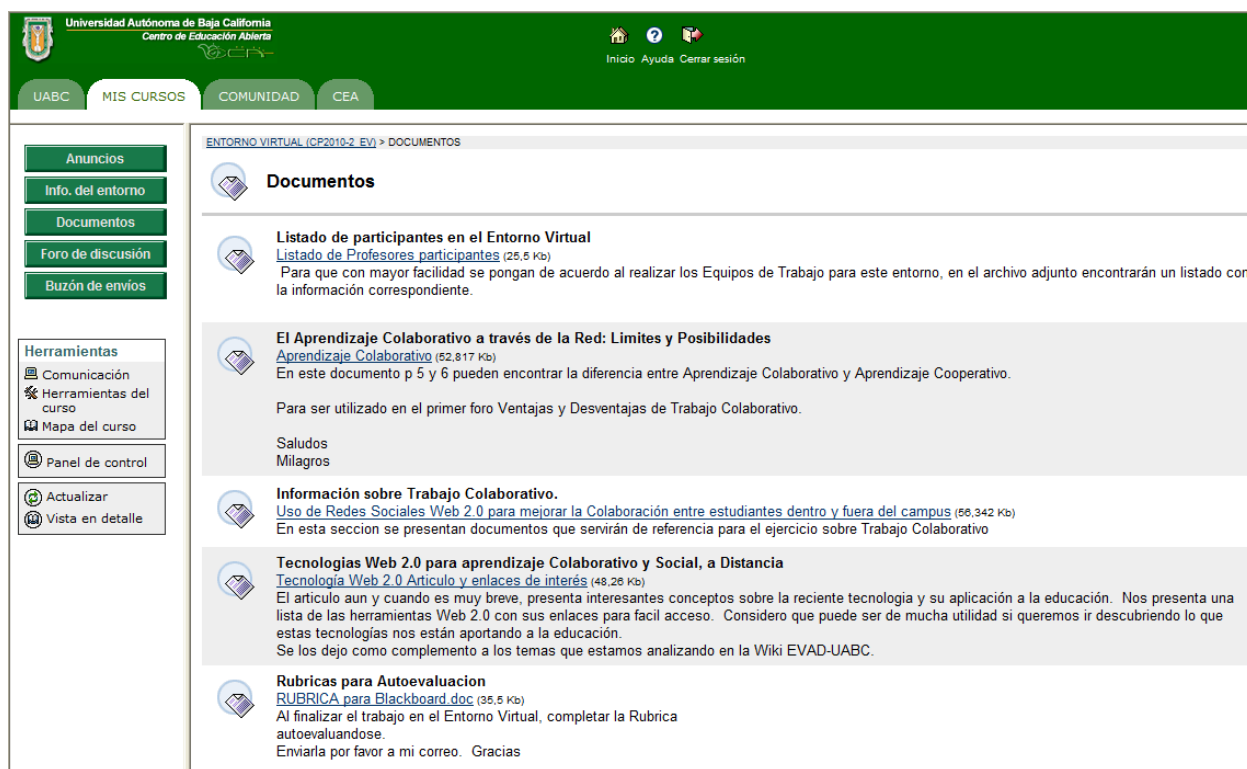 Universidad Autónoma de Baja California
Centro de Educación Abierta
Inicio Ayuda Cerrar sesión
UABC MIS CURSOS COMUNIDAD CEA
Anuncios
Info. del entorno
Documentos
Foro de discusión
Buzón de envíos
Herramientas
Comunicación
Herramientas del
curso
Mapa del curso
Panel de control
Actualizar
Vista en detalle
ENTORNO VIRTUAL (CP2010-2_EV) > DOCUMENTOS
Documentos
Listado de participantes en el Entorno Virtual
Listado de Profesores participantes (25,5 Kb)
Para que con mayor facilidad se pongan de acuerdo al realizar los Equipos de Trabajo para este entorno, en el archivo adjunto encontrarán un listado con
la información correspondiente.
El Aprendizaje Colaborativo a través de la Red: Limites y Posibilidades
Aprendizaje Colaborativo (52,817 Kb)
En este documento p 5 y 6 pueden encontrar la diferencia entre Aprendizaje Colaborativo y Aprendizaje Cooperativo.
Para ser utilizado en el primer foro Ventajas y Desventajas de Trabajo Colaborativo.
Saludos
Milagros
Información sobre Trabajo Colaborativo.
Uso de Redes Sociales Web 2.0 para mejorar la Colaboración entre estudiantes dentro y fuera del campus (56,342 Kb)
En esta seccion se presentan documentos que servirán de referencia para el ejercicio sobre Trabajo Colaborativo
Tecnologias Web 2.0 para aprendizaje Colaborativo y Social, a Distancia
Tecnología Web 2.0 Articulo y enlaces de interés (48,26 Kb)
El articulo aun y cuando es muy breve, presenta interesantes conceptos sobre la reciente tecnologia y su aplicación a la educación. Nos presenta una
lista de las herramientas Web 2.0 con sus enlaces para facil acceso. Considero que puede ser de mucha utilidad si queremos ir descubriendo lo que
estas tecnologías nos están aportando a la educación.
Se los dejo como complemento a los temas que estamos analizando en la Wiki EVAD-UABC.
Rubricas para Autoevaluacion
RUBRICA para Blackboard.doc (35,5 Kb)
Al finalizar el trabajo en el Entorno Virtual, completar la Rubrica
autoevaluandose.
Enviarla por favor a mi correo. Gracias